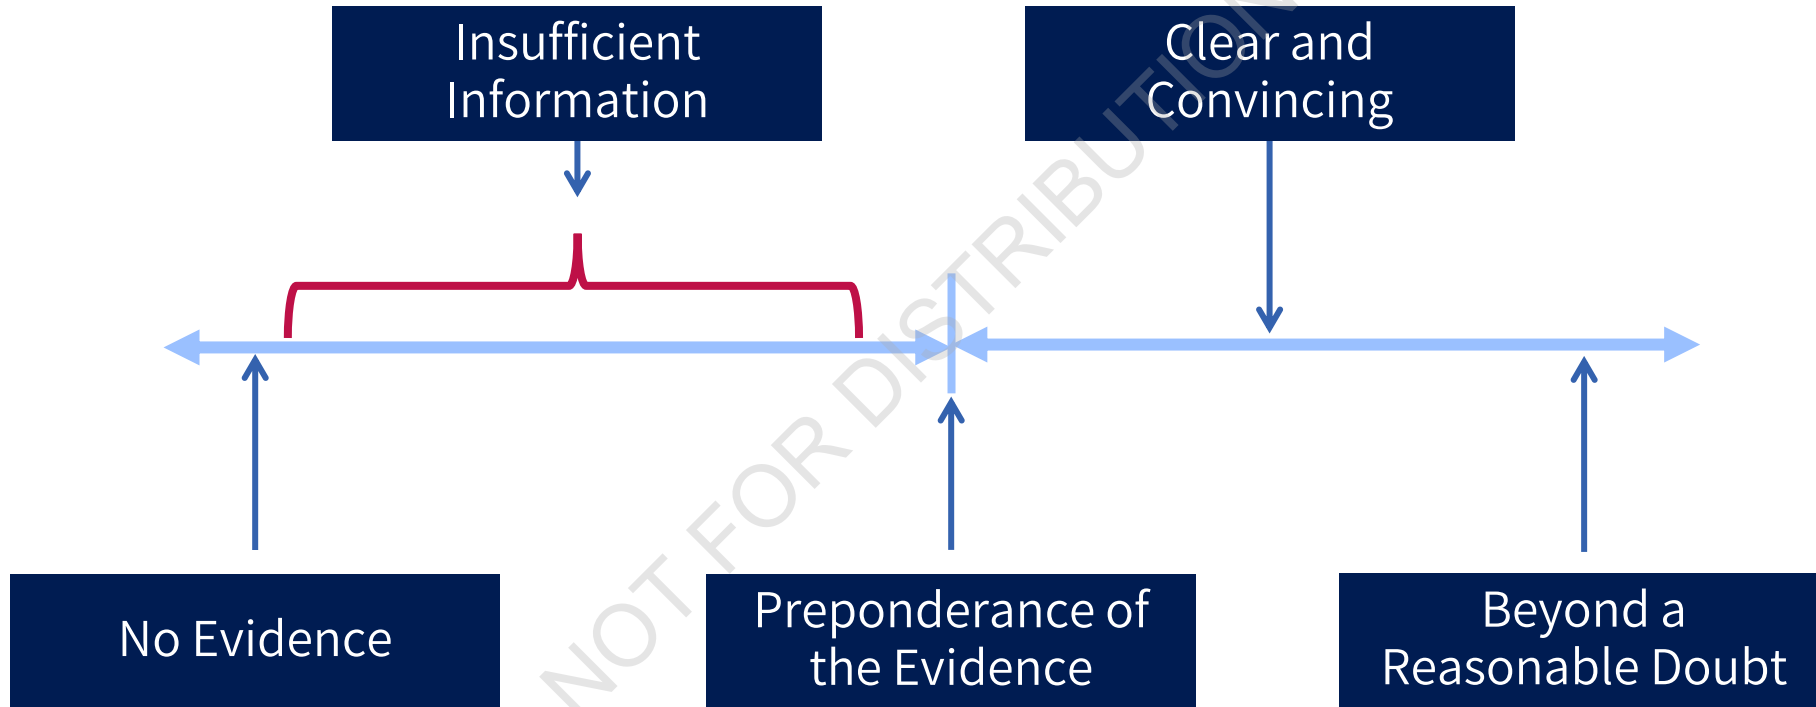 Insufficient
Information
Clear and
Convincing
No Evidence
Preponderance of
the Evidence
Beyond a
Reasonable Doubt
NOT FOR DISTRIBUTION